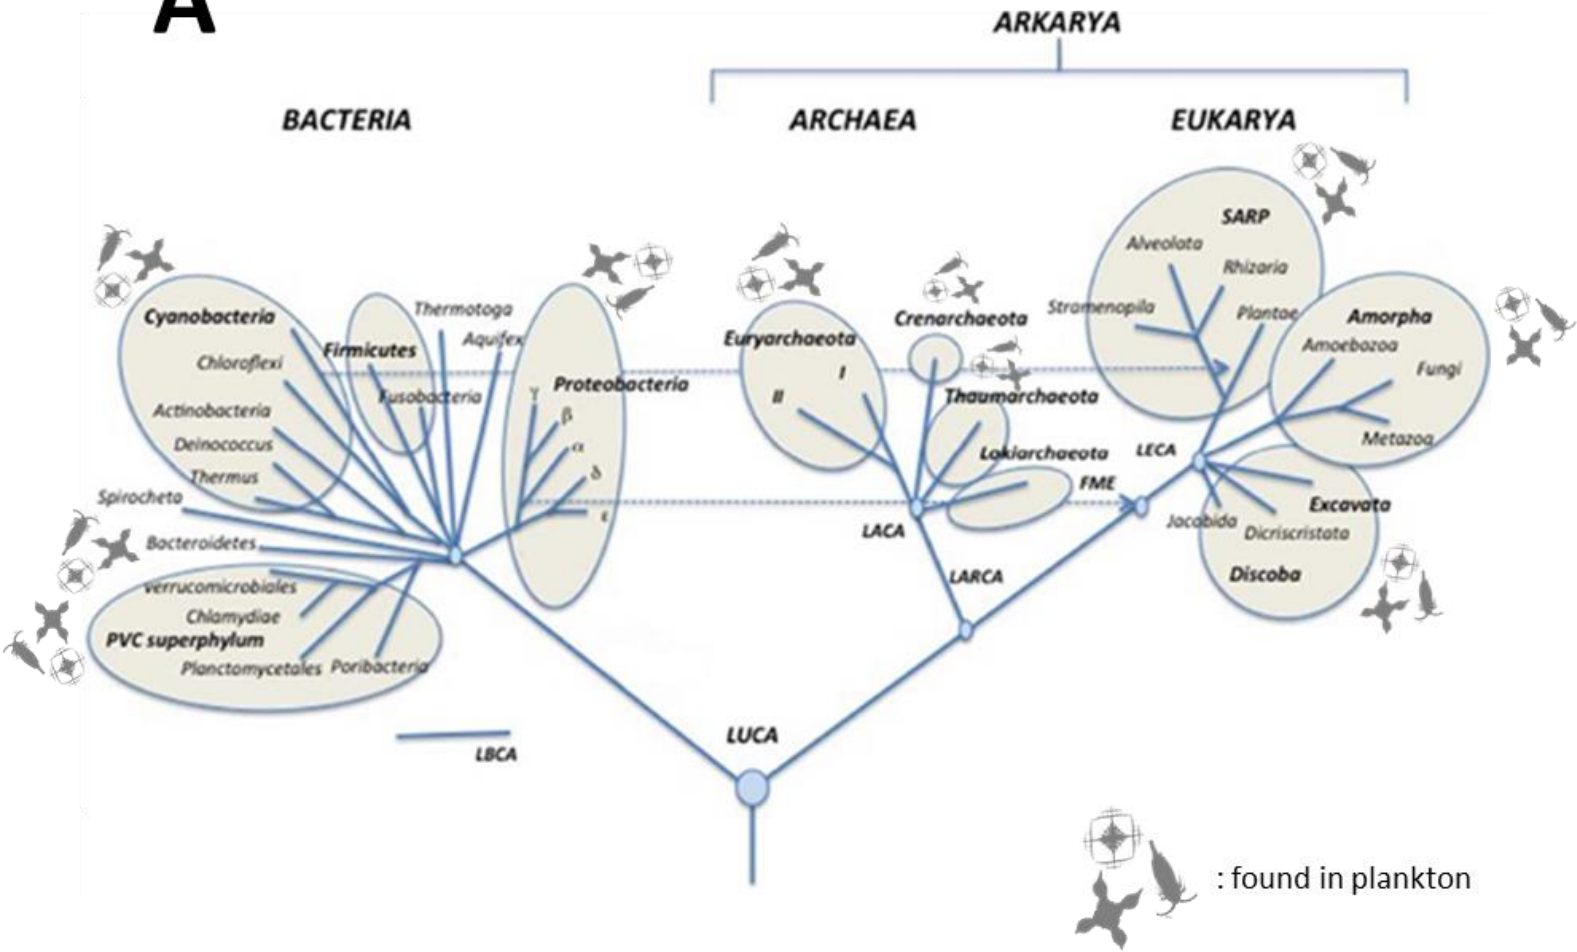 A
ARKARYA
BACTERIA
ARCHAEA
EUKARYA
SARP
Alveolata
Rhizaria
Stramenopila
Plantae
Amorpha
Amoebozoa
Fungi
Metazoa
Cyanobacteria
Chloroflexi
Actinobacteria
Deinococcus
Thermus
Spirocheta
Bacteroidetes
Firmicutes
Fusobacteria
Thermotoga
Aquifex
Proteobacteria
γ
β
α
δ
ε
Euryarchaeota
I
II
Crenarchaeota
Thaumarchaeota
Lokiarchaeota
FME
LECA
LACA
LARCA
Jacobida
Excavata
Dicriscristata
Discoba
verrucomicrobiales
Chlamydiae
PVC superphylum
Planctomycetales
Poribacteria
LBCA
LUCA
: found in plankton